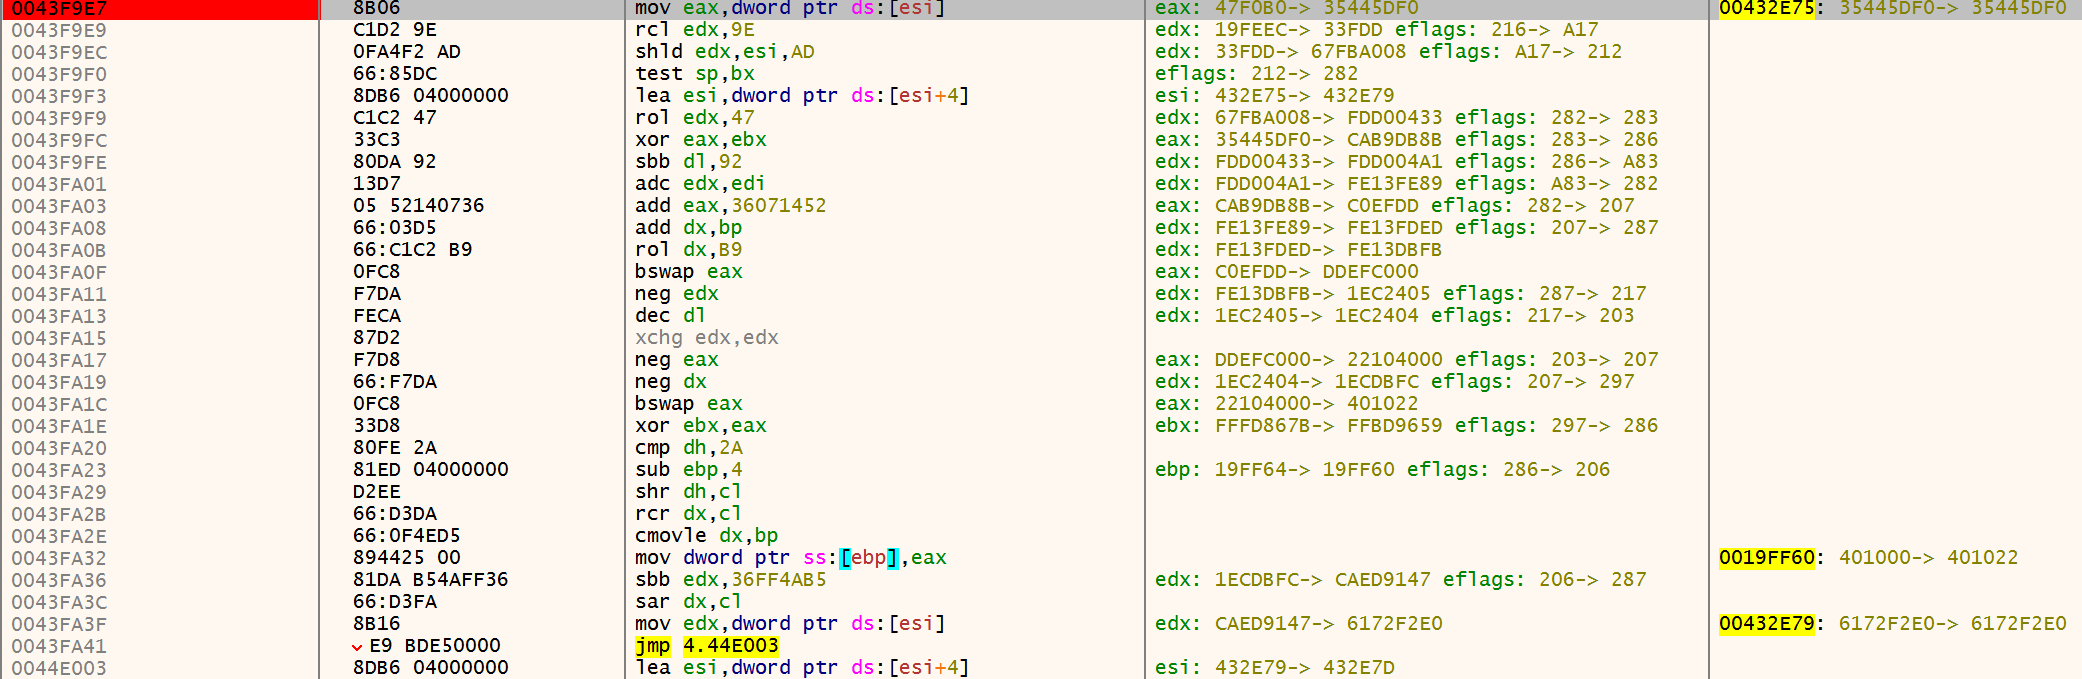 0043F9E7 8B06 mov eax,dword ptr ds:[esi] eax: 47F0B0-> 35445DF0 00432E75: 35445DF0-> 35445DF0
0043F9E9 C1D2 9E rcl edx,9E edx: 19FEEC-> 33FDD eflags: 216-> A17
0043F9EC 0FA4F2 AD shld edx,esi,AD edx: 33FDD-> 67FBA008 eflags: A17-> 212
0043F9F0 66:85DC test sp,bx eflags: 212-> 282
0043F9F3 8DB6 04000000 lea esi,dword ptr ds:[esi+4] esi: 432E75-> 432E79
0043F9F9 C1C2 47 rol edx,47 edx: 67FBA008-> FDD00433 eflags: 282-> 283
0043F9FC 33C3 xor eax,ebx eax: 35445DF0-> CAB9DB8B eflags: 283-> 286
0043F9FE 80DA 92 sbb dl,92 edx: FDD00433-> FDD004A1 eflags: 286-> A83
0043FA01 13D7 adc edx,edi edx: FDD004A1-> FE13FE89 eflags: A83-> 282
0043FA03 05 52140736 add eax,36071452 eax: CAB9DB8B-> C0EFDD eflags: 282-> 207
0043FA08 66:03D5 add dx,bp edx: FE13FE89-> FE13FDED eflags: 207-> 287
0043FA0B 66:C1C2 B9 rol dx,B9 edx: FE13FDED-> FE13DBFB
0043FA0F 0FC8 bswap eax eax: C0EFDD-> DDEFC000
0043FA11 F7DA neg edx edx: FE13DBFB-> 1EC2405 eflags: 287-> 217
0043FA13 FECA dec dl edx: 1EC2405-> 1EC2404 eflags: 217-> 203
0043FA15 87D2 xchg edx,edx
0043FA17 F7D8 neg eax eax: DDEFC000-> 22104000 eflags: 203-> 207
0043FA19 66:F7DA neg dx edx: 1EC2404-> 1ECDBFC eflags: 207-> 297
0043FA1C 0FC8 bswap eax eax: 22104000-> 401022
0043FA1E 33D8 xor ebx,eax ebx: FFFD867B-> FFBD9659 eflags: 297-> 286
0043FA20 80FE 2A cmp dh,2A
0043FA23 81ED 04000000 sub ebp,4 ebp: 19FF64-> 19FF60 eflags: 286-> 206
0043FA29 D2EE shr dh,cl
0043FA2B 66:D3DA rcr dx,cl
0043FA2E 66:0F4ED5 cmovle dx,bp
0043FA32 894425 00 mov dword ptr ss:[ebp],eax 0019FF60: 401000-> 401022
0043FA36 81DA B54AFF36 sbb edx,36FF4AB5 edx: 1ECDBFC-> CAED9147 eflags: 206-> 287
0043FA3C 66:D3FA sar dx,cl
0043FA3F 8B16 mov edx,dword ptr ds:[esi] edx: CAED9147-> 6172F2E0 00432E79: 6172F2E0-> 6172F2E0
0043FA41 E9 BDE50000 jmp 4.44E003
0044E003 8DB6 04000000 lea esi,dword ptr ds:[esi+4] esi: 432E79-> 432E7D